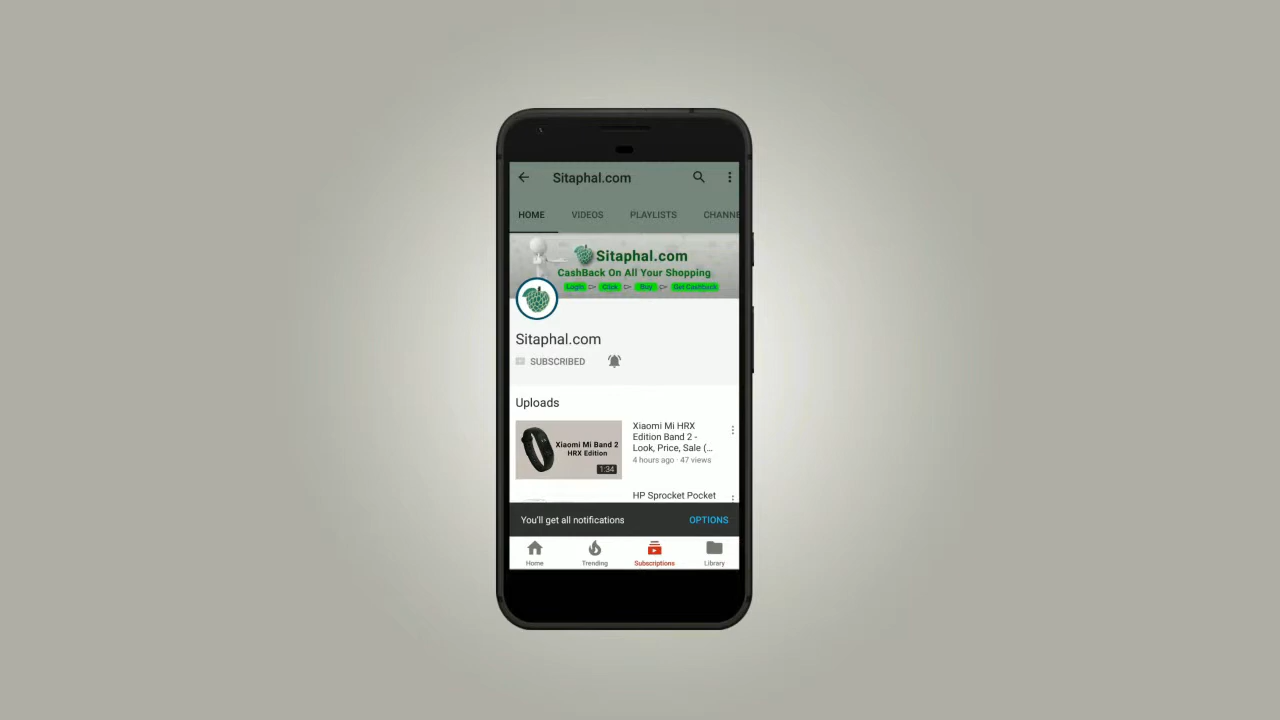 Sitaphal.com
HOME VIDEOS PLAYLISTS CHANNE
Sitaphal.com
CashBack On All Your Shopping
Login Click Buy Get Cashback
Sitaphal.com
SUBSCRIBED
Uploads
Xiaomi Mi Band 2
HRX Edition
1:34
Xiaomi Mi HRX
Edition Band 2 -
Look, Price, Sale (...
4 hours ago · 47 views
HP Sprocket Pocket
You'll get all notifications OPTIONS
Home Trending Subscriptions Library